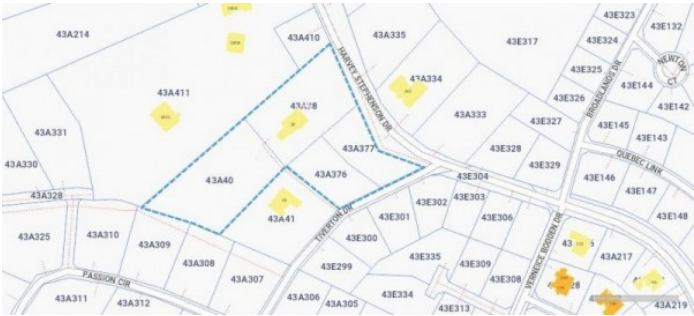 43E323
43E132
43A214
43A410
43A335
43E317
43E324
NEWTON CT
HARVEY STEPHENSON DR
43E325
BROADLANDS DR
43E144
43A411
43A334
43E326
43E142
43A331
43A333
43E327
43E145
43E143
43A377
43E328
QUEBEC LINK
43A330
43E329
43A40
43A376
43E304
43E146
43A328
43E147
43E302
43E303
43A41
TIVERTON DR
43E301
43E306
43E148
43A325
43A310
43A309
43E300
VERNEICE BODDEN DR
43A308
43E335
43A217
43E299
43E309
PASSION CIR
43A307
43E308
43A311
43A312
43A306
43A305
43E334
43E313
43A219